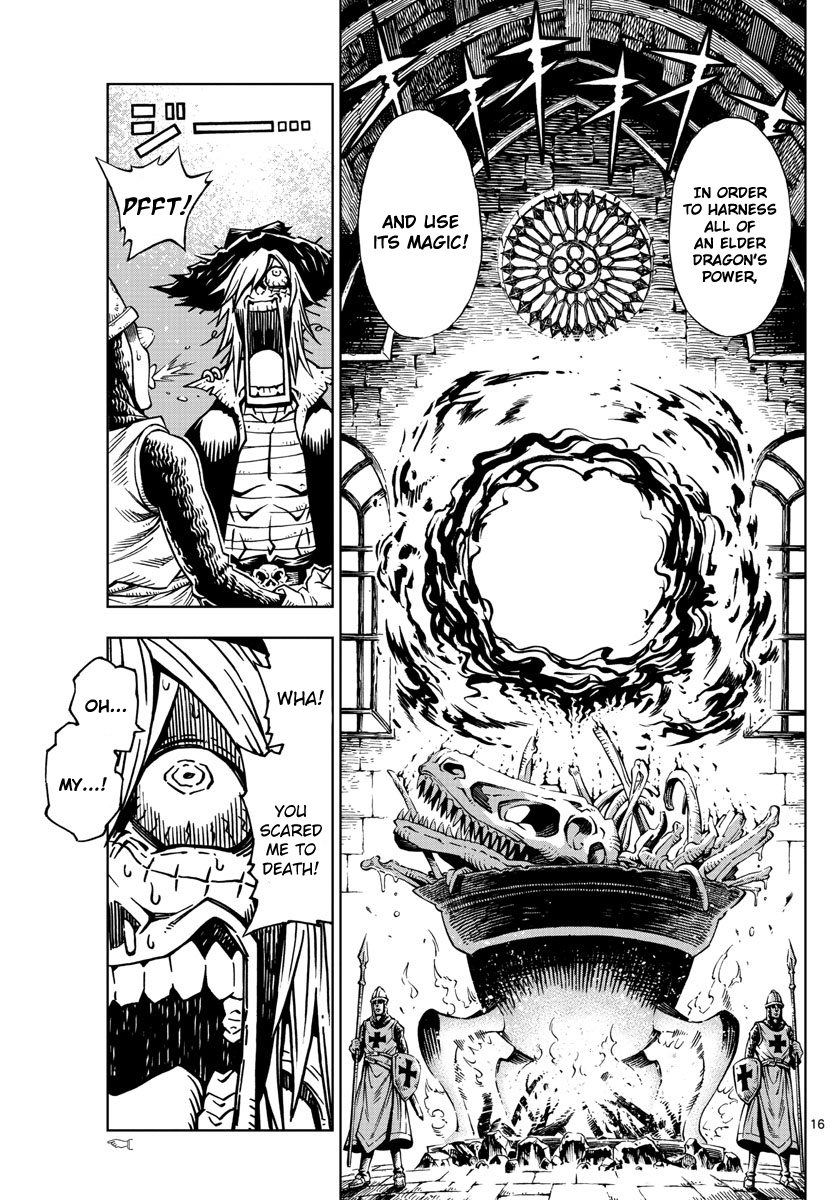 IN ORDER
TO HARNESS
ALL OF
AN ELDER
DRAGON'S
POWER,
AND USE
ITS MAGIC!
PFFT!
WHA!
YOU
SCARED
ME TO
DEATH!
OH...
MY...!
16